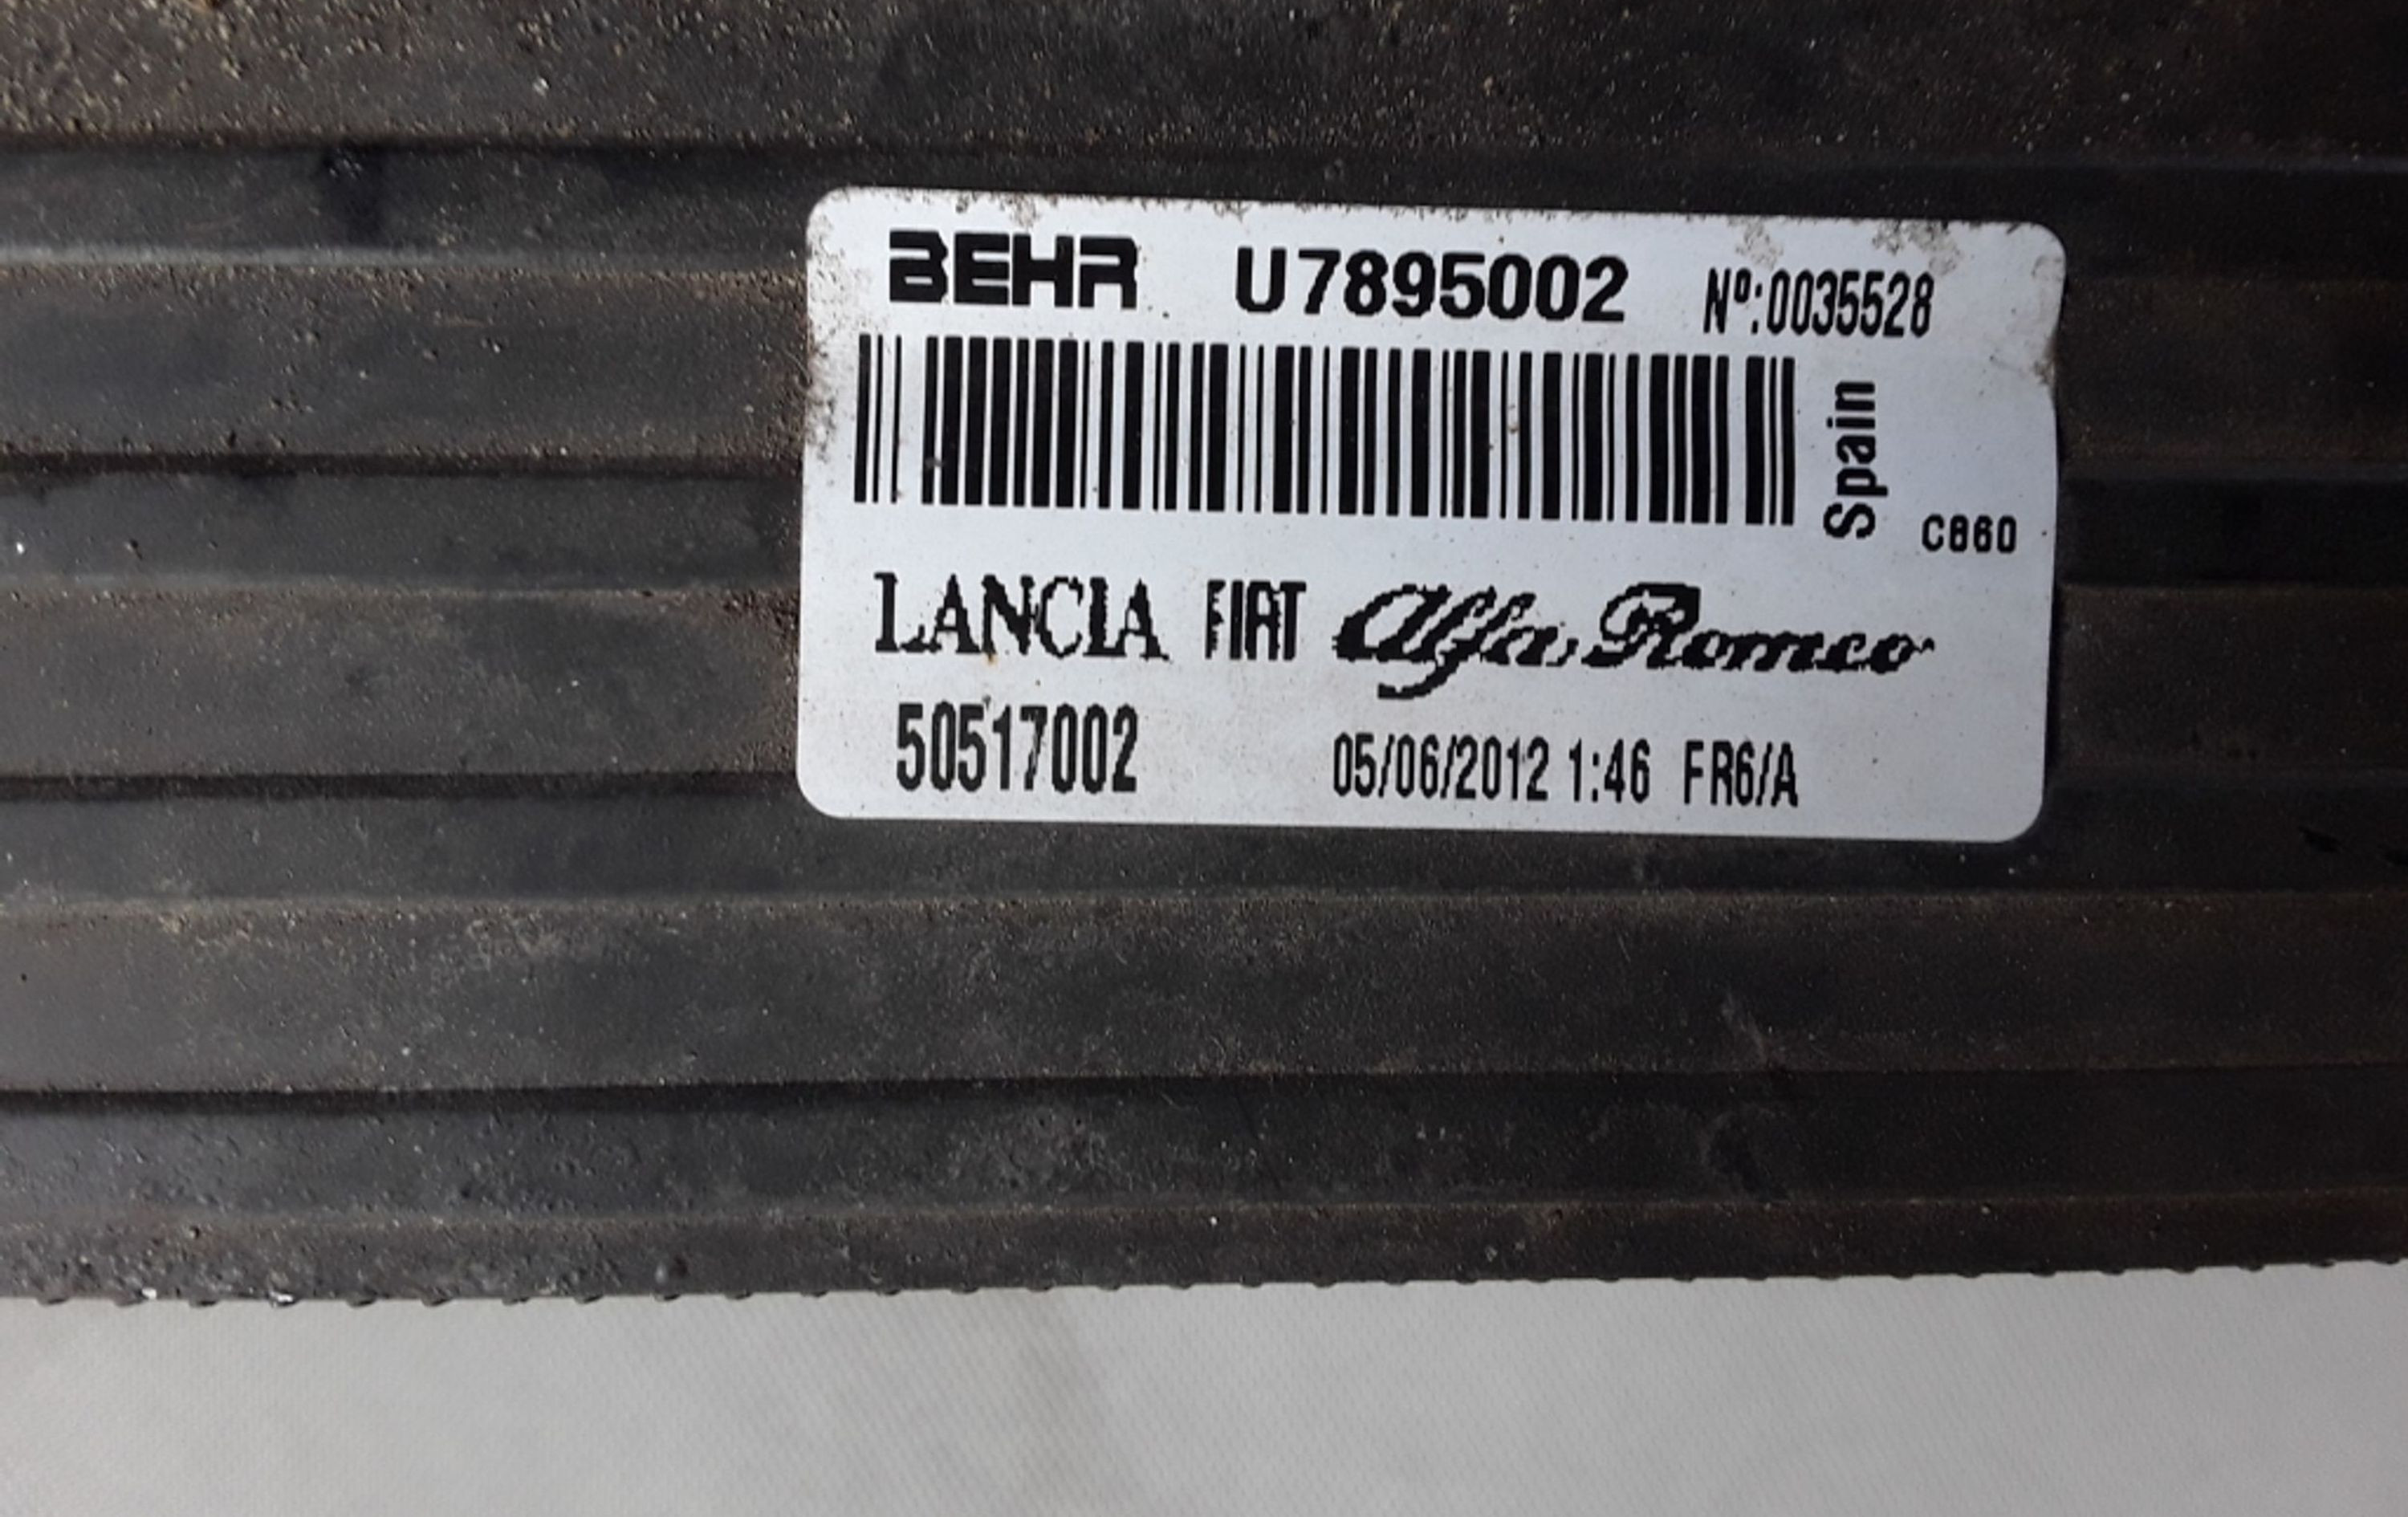 BEHR U7895002 Nº:0035528
Spain
C860
LANCIA FIAT Alfa Romeo
50517002 05/06/2012 1:46 FR6/A